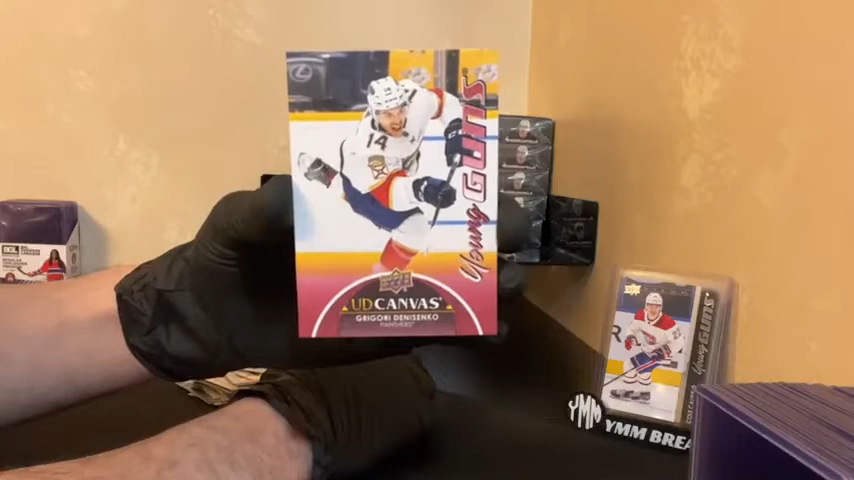 14
Young GUNS
UD CANVAS
GRIGORI DENISENKO
PANTHERS
Young GUNS
YMM
YMM BREA